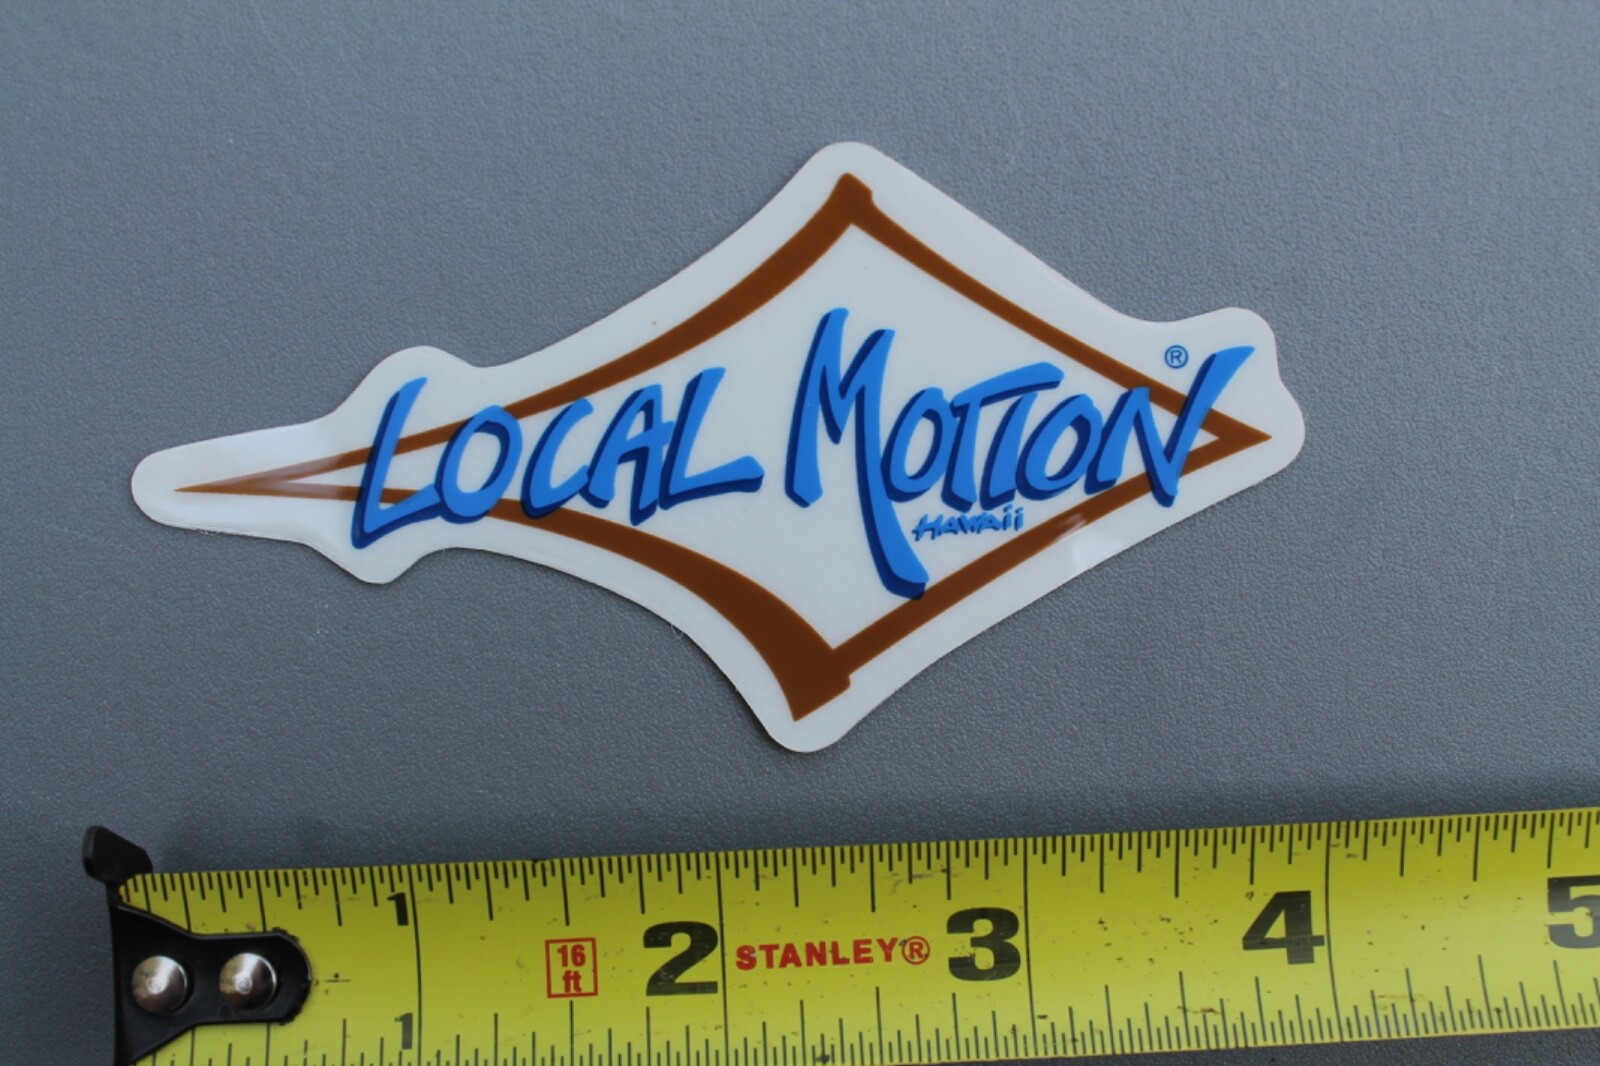 LOCAL MOTION®
HAWAii
1 2 STANLEY® 3 4 5
16
ft
1